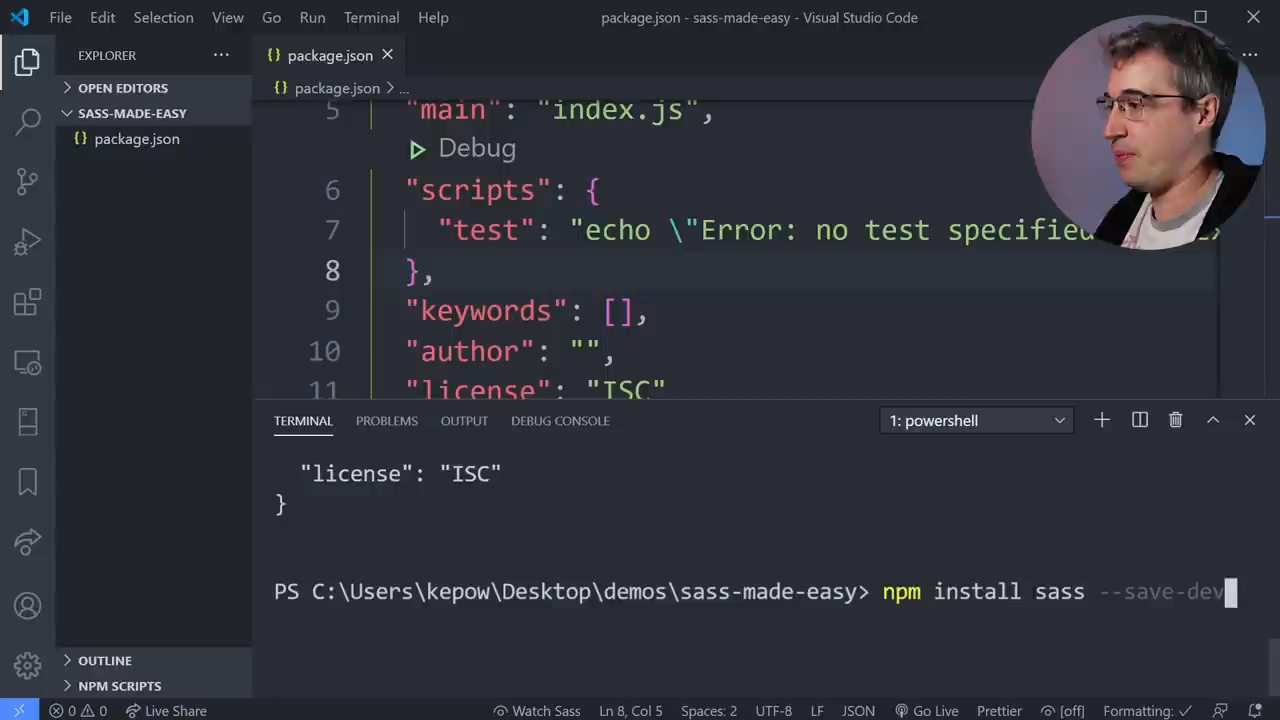 File Edit Selection View Go Run Terminal Help package.json - sass-made-easy - Visual Studio Code
EXPLORER ...
{} package.json
OPEN EDITORS
{} package.json > ...
SASS-MADE-EASY
{} package.json
5 "main": "index.js",
Debug
6 "scripts": {
7 "test": "echo \"Error: no test specified
8 },
9 "keywords": [],
10 "author": "",
11 "license": "ISC"
TERMINAL PROBLEMS OUTPUT DEBUG CONSOLE 1: powershell
"license": "ISC"
}
PS C:\Users\kepow\Desktop\demos\sass-made-easy> npm install sass --save-dev
OUTLINE
NPM SCRIPTS
0 0 Live Share Watch Sass Ln 8, Col 5 Spaces: 2 UTF-8 LF JSON Go Live Prettier [off] Formatting: ✓